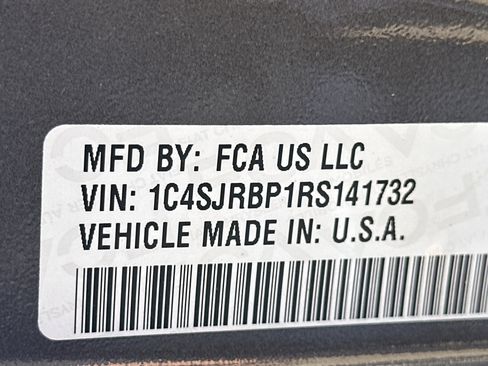 MFD BY: FCA US LLC
VIN: 1C4SJRBP1RS141732
VEHICLE MADE IN: U.S.A.